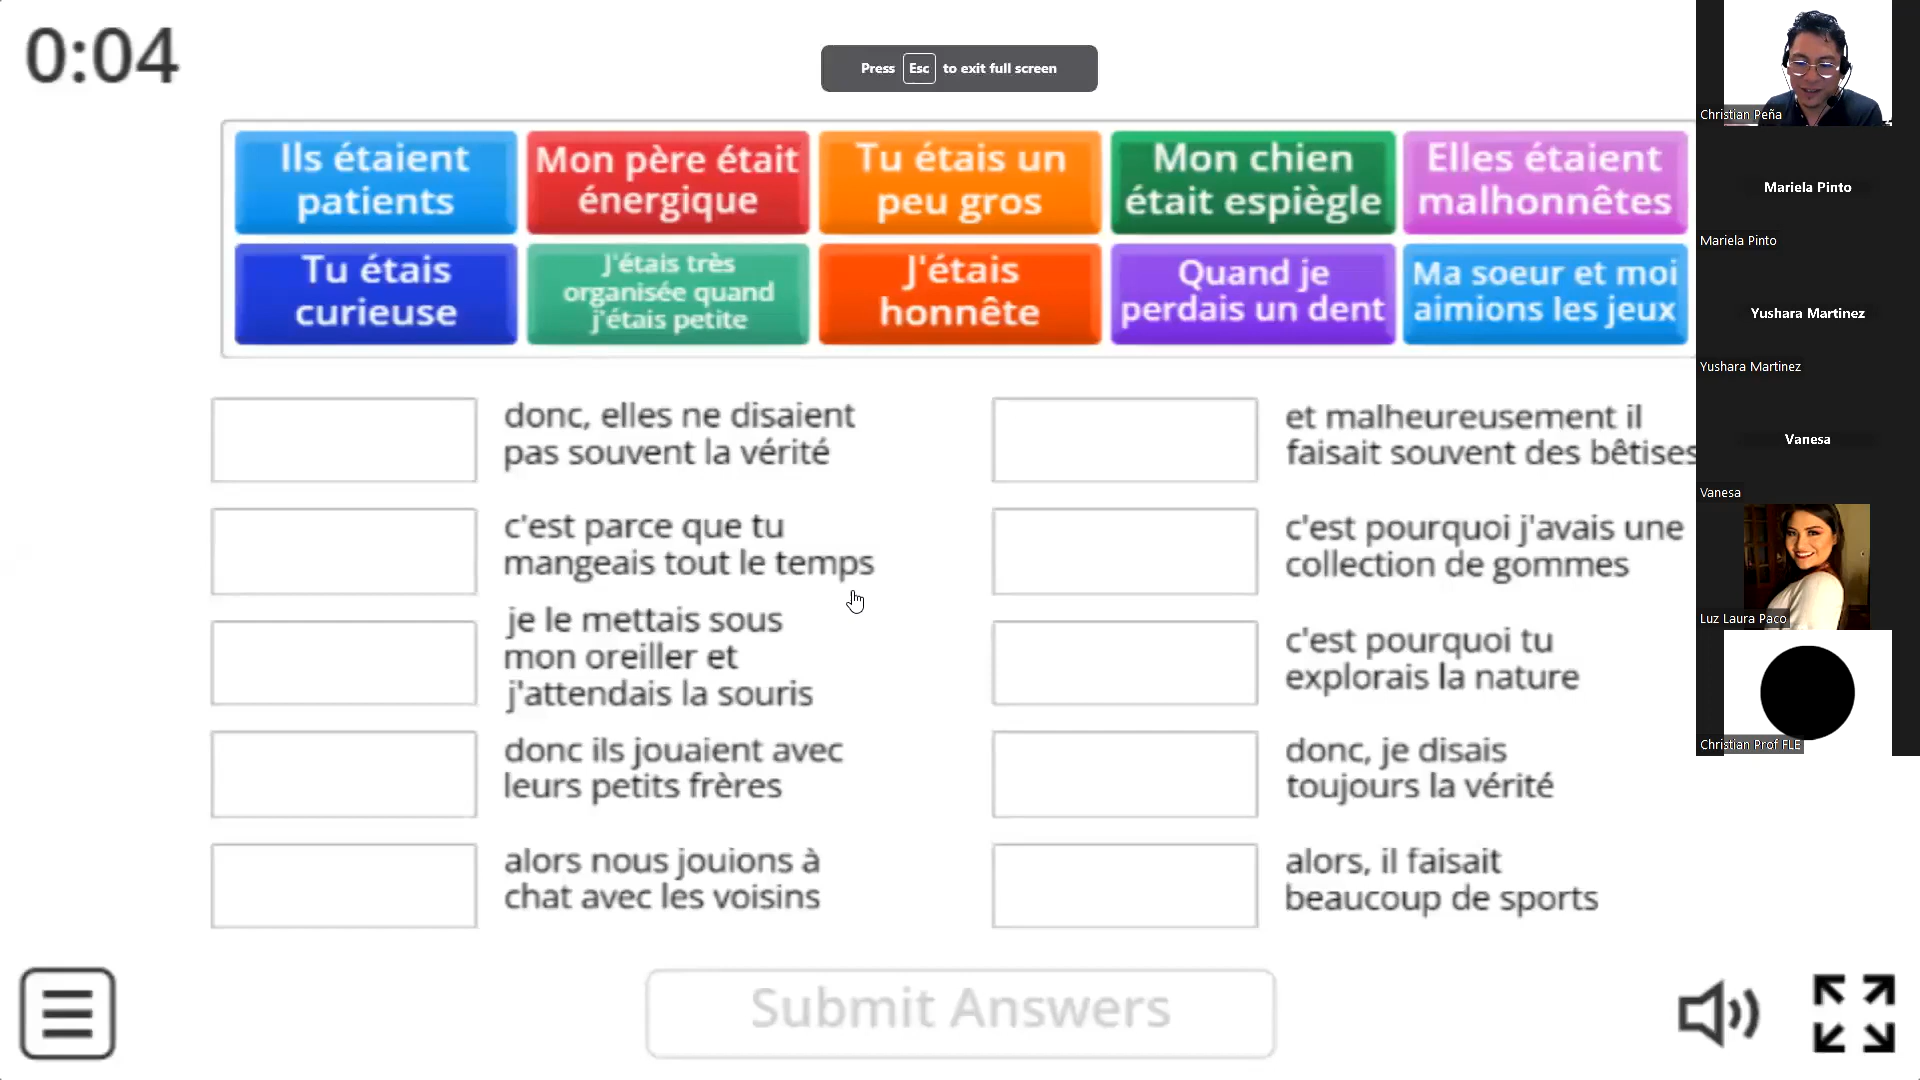 0:04
Press Esc to exit full screen
Ils étaient
patients
Mon père était
énergique
Tu étais un
peu gros
Mon chien
était espiègle
Elles étaient
malhonnêtes
Tu étais
curieuse
J'étais très
organisée quand
j'étais petite
J'étais
honnête
Quand je
perdais un dent
Ma soeur et moi
aimions les jeux
donc, elles ne disaient
pas souvent la vérité
c'est parce que tu
mangeais tout le temps
je le mettais sous
mon oreiller et
j'attendais la souris
donc ils jouaient avec
leurs petits frères
alors nous jouions à
chat avec les voisins
et malheureusement il
faisait souvent des bêtises
c'est pourquoi j'avais une
collection de gommes
c'est pourquoi tu
explorais la nature
donc, je disais
toujours la vérité
alors, il faisait
beaucoup de sports
Submit Answers
Christian Peña
Mariela Pinto
Mariela Pinto
Yushara Martinez
Yushara Martinez
Vanesa
Vanesa
Luz Laura Paco
Christian Prof FLE